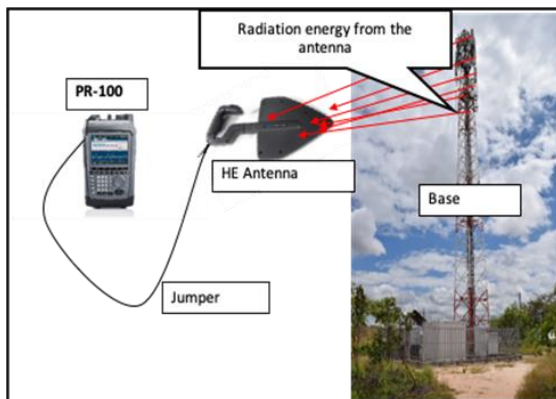 Radiation energy from the
antenna
PR-100
HE Antenna
Base
Jumper